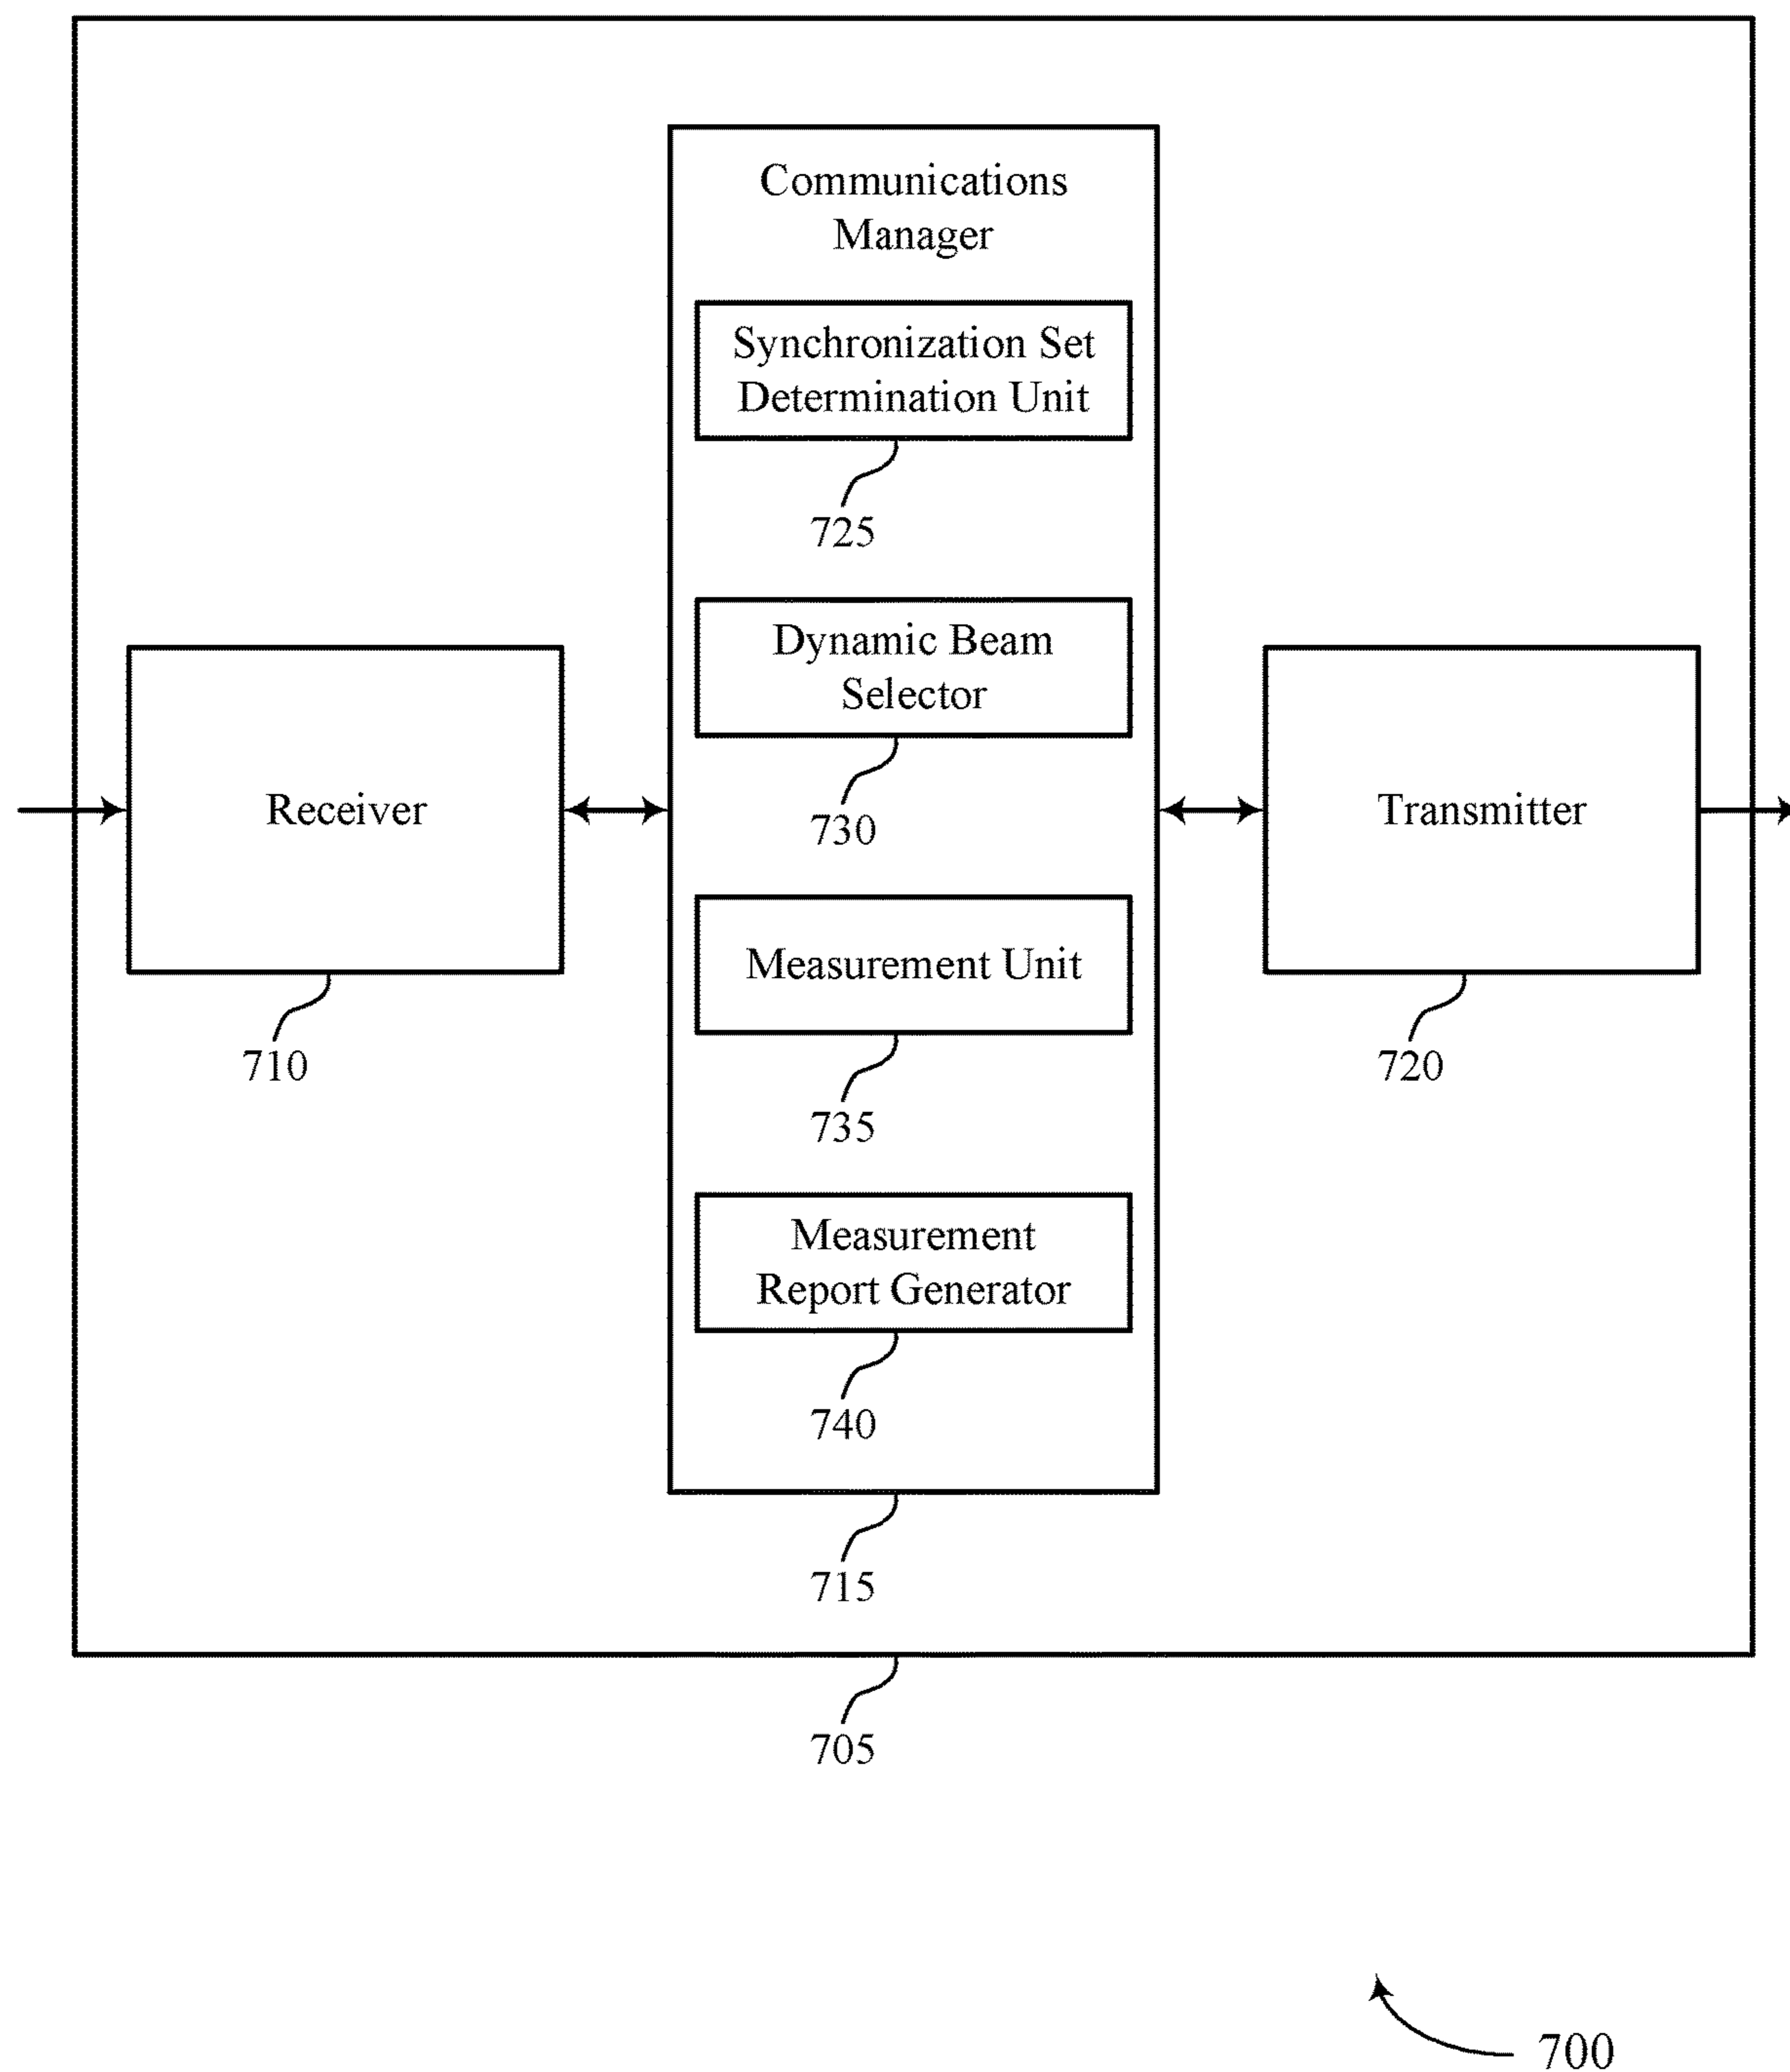 Communications
Manager
Synchronization Set
Determination Unit
725
Dynamic Beam
Selector
730
Receiver
710
Transmitter
720
Measurement Unit
735
Measurement
Report Generator
740
715
705
700